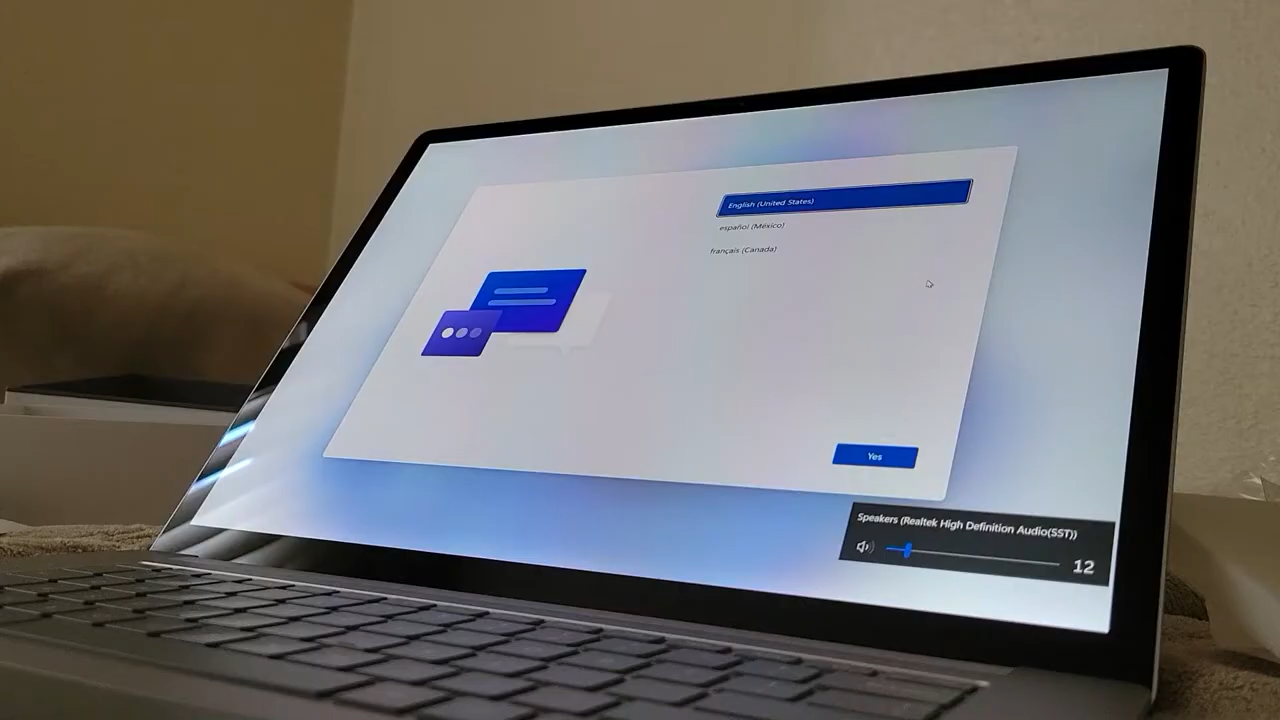 English (United States)
español (México)
français (Canada)
Yes
Speakers (Realtek High Definition Audio(SST))
12